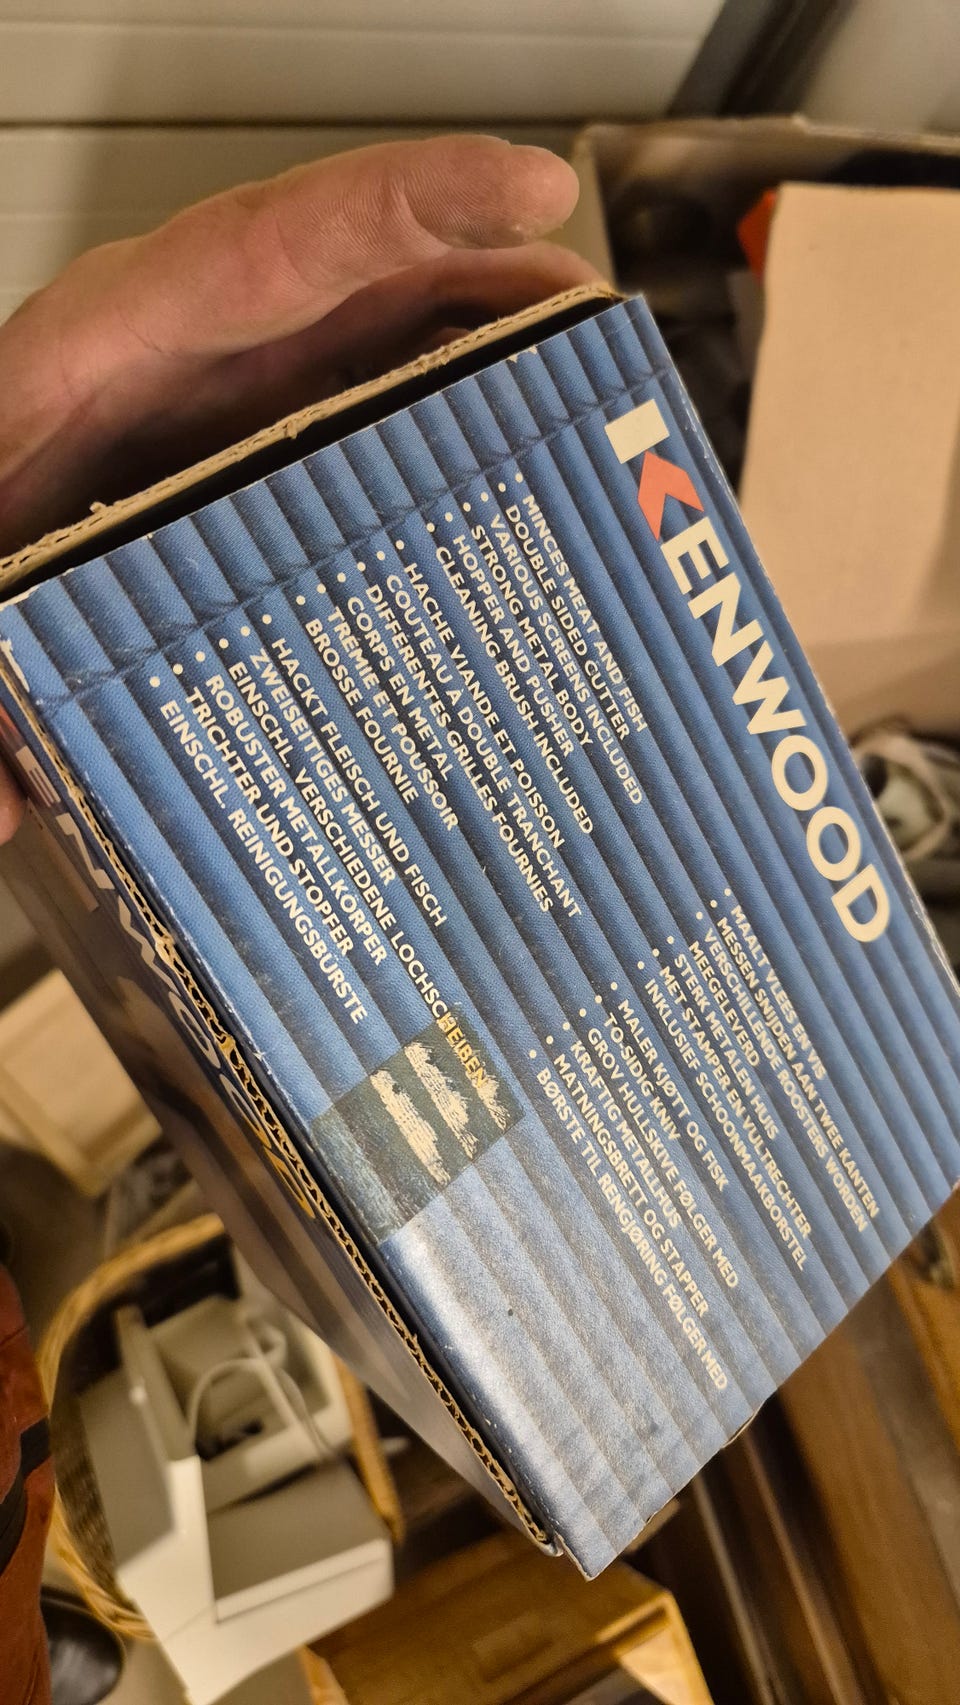 KENWOOD
• MINCES MEAT AND FISH
• DOUBLE SIDED CUTTER
• VARIOUS SCREENS INCLUDED
• STRONG METAL BODY
• HOPPER AND PUSHER
• CLEANING BRUSH INCLUDED
• HACHE VIANDE ET POISSON
• COUTEAU A DOUBLE TRANCHANT
• DIFFERENTES GRILLES FOURNIES
• CORPS EN METAL
• TREMIE ET POUSSOIR
• BROSSE FOURNIE
• HACKT FLEISCH UND FISCH
• ZWEISEITIGES MESSER
• EINSCHL. VERSCHIEDENE LOCHSCHEIBEN
• ROBUSTER METALLKÖRPER
• TRICHTER UND STOPFER
• EINSCHL. REINIGUNGSBÜRSTE
• MAALT VLEES EN VIS
• MESSEN SNIJDEN AAN TWEE KANTEN
• VERSCHILLENDE ROOSTERS WORDEN
MEEGELEVERD
• STERK METALEN HUIS
• MET STAMPER EN VULTRECHTER
• INKLUSIEF SCHOONMAAKBORSTEL
• MALER KJØTT OG FISK
• TO-SIDIG KNIV
• GROV HULLSKIVE FØLGER MED
• KRAFTIG METALLHUS
• MATNINGSBRETT OG STAPPER
• BØRSTE TIL RENGJØRING FØLGER MED
KENWOOD